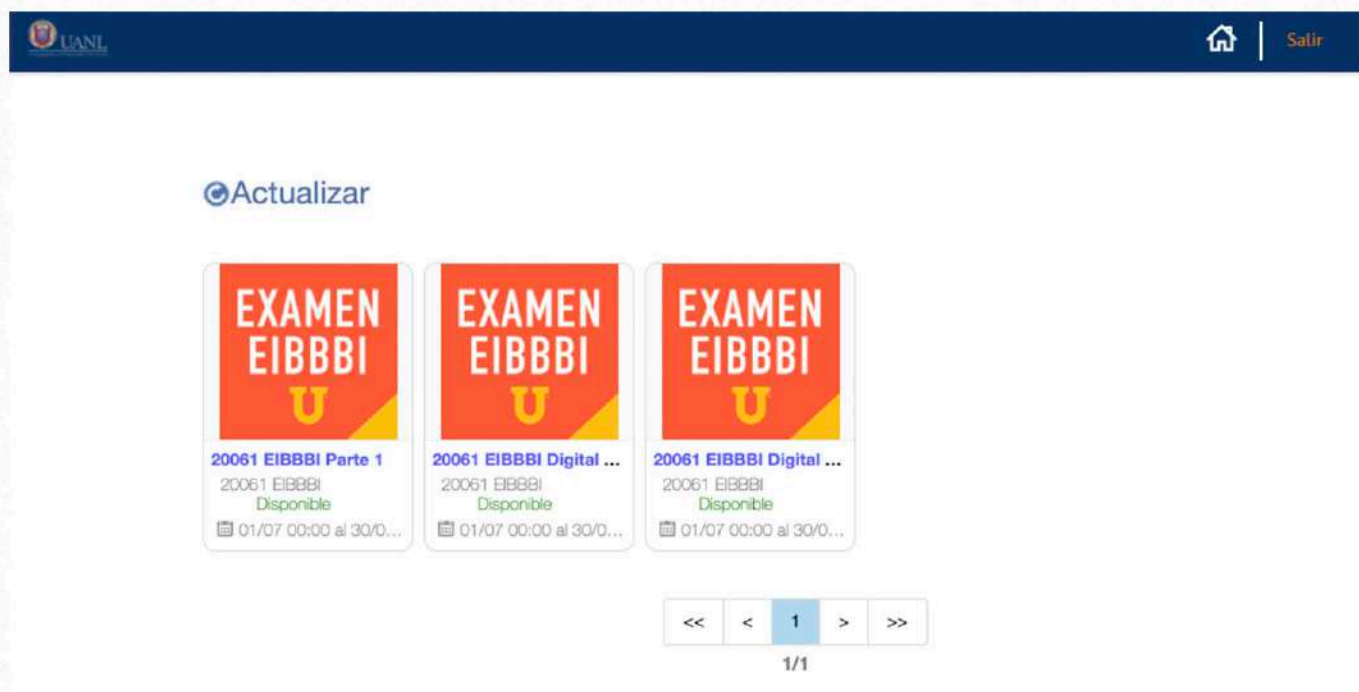 UANL
Salir
Actualizar
EXAMEN
EIBBBI
U
20061 EIBBBI Parte 1
20061 EIBBBI
Disponible
01/07 00:00 al 30/0...
EXAMEN
EIBBBI
U
20061 EIBBBI Digital ...
20061 EIBBBI
Disponible
01/07 00:00 al 30/0...
EXAMEN
EIBBBI
U
20061 EIBBBI Digital ...
20061 EIBBBI
Disponible
01/07 00:00 al 30/0...
<< < 1 > >>
1/1